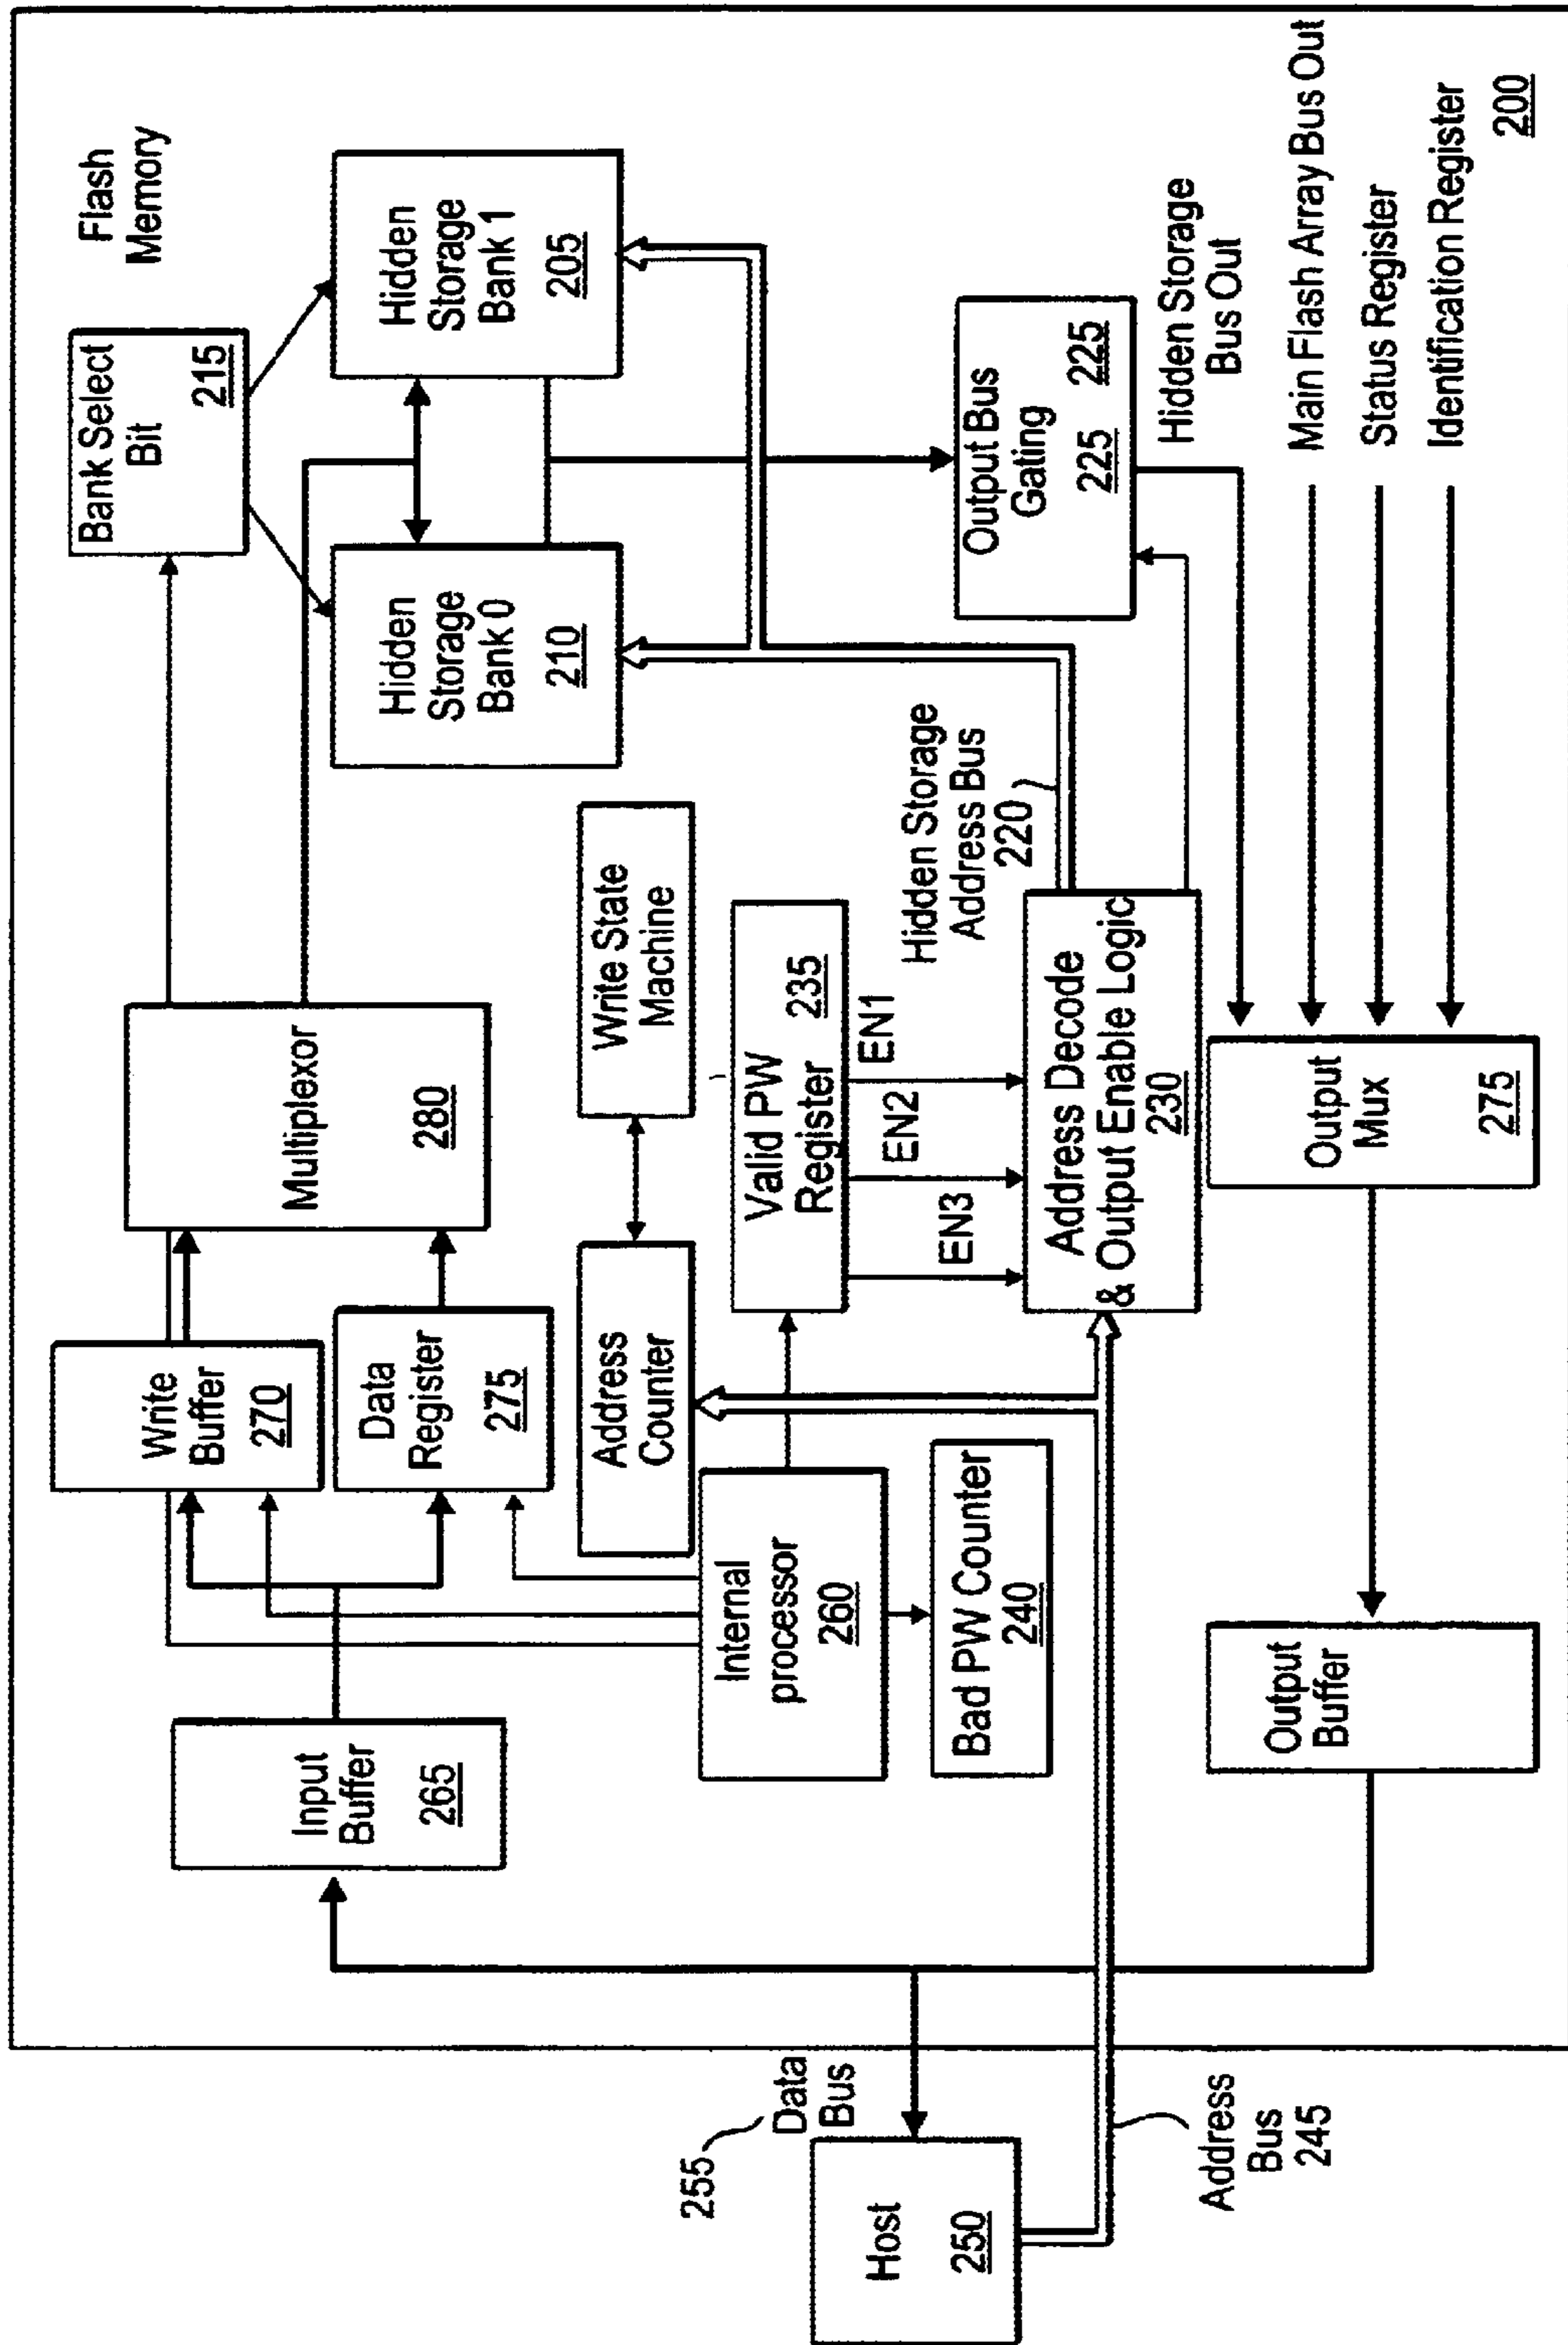 Flash
Memory
Bank Select
Bit
215
Write
Buffer
270
Multiplexor
280
Input
Buffer
265
Data
Register
275
Hidden
Storage
Bank 0
210
Hidden
Storage
Bank 1
205
Address
Counter
Write State
Machine
255
Data
Bus
Internal
processor
260
Valid PW
Register
235
EN1
EN2
EN3
Host
250
Bad PW Counter
240
Hidden Storage
Address Bus
220
Address Decode
& Output Enable Logic
230
Output Bus
Gating
225
225
Address
Bus
245
Hidden Storage
Bus Out
Output
Buffer
Output
Mux
275
Main Flash Array Bus Out
Status Register
Identification Register
200